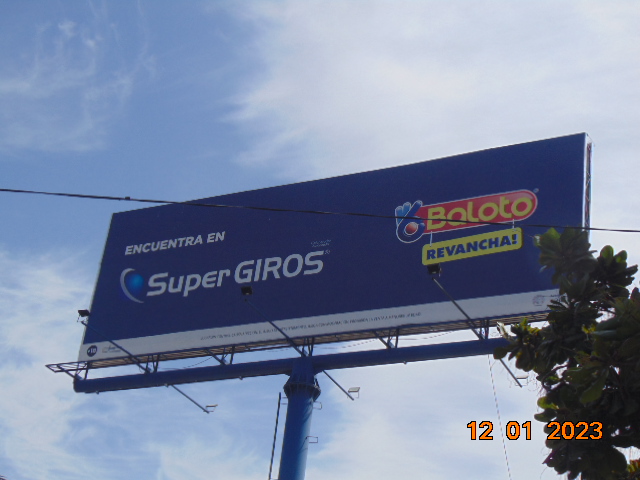 ENCUENTRA EN
SuperGIROS
Baloto
REVANCHA!
12 01 2023